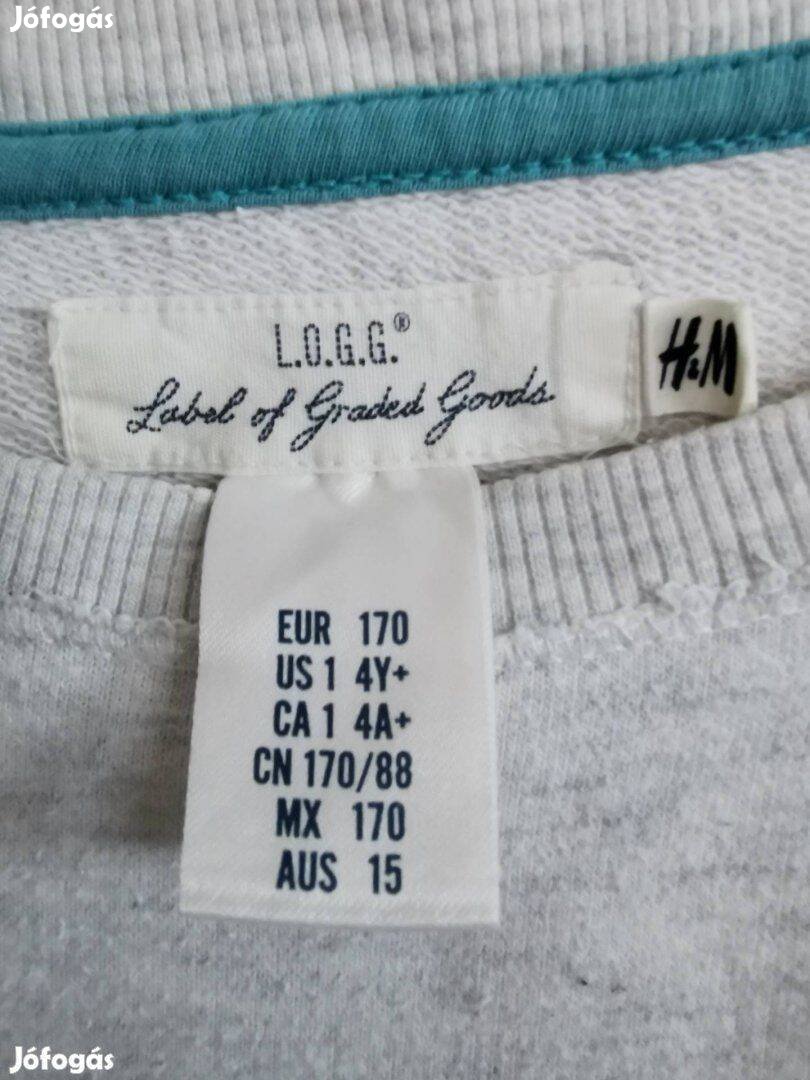 Jófogás
L.O.G.G.®
Label of Graded Goods
H&M
EUR 170
US 1 4Y+
CA 1 4A+
CN 170/88
MX 170
AUS 15
Jófogás